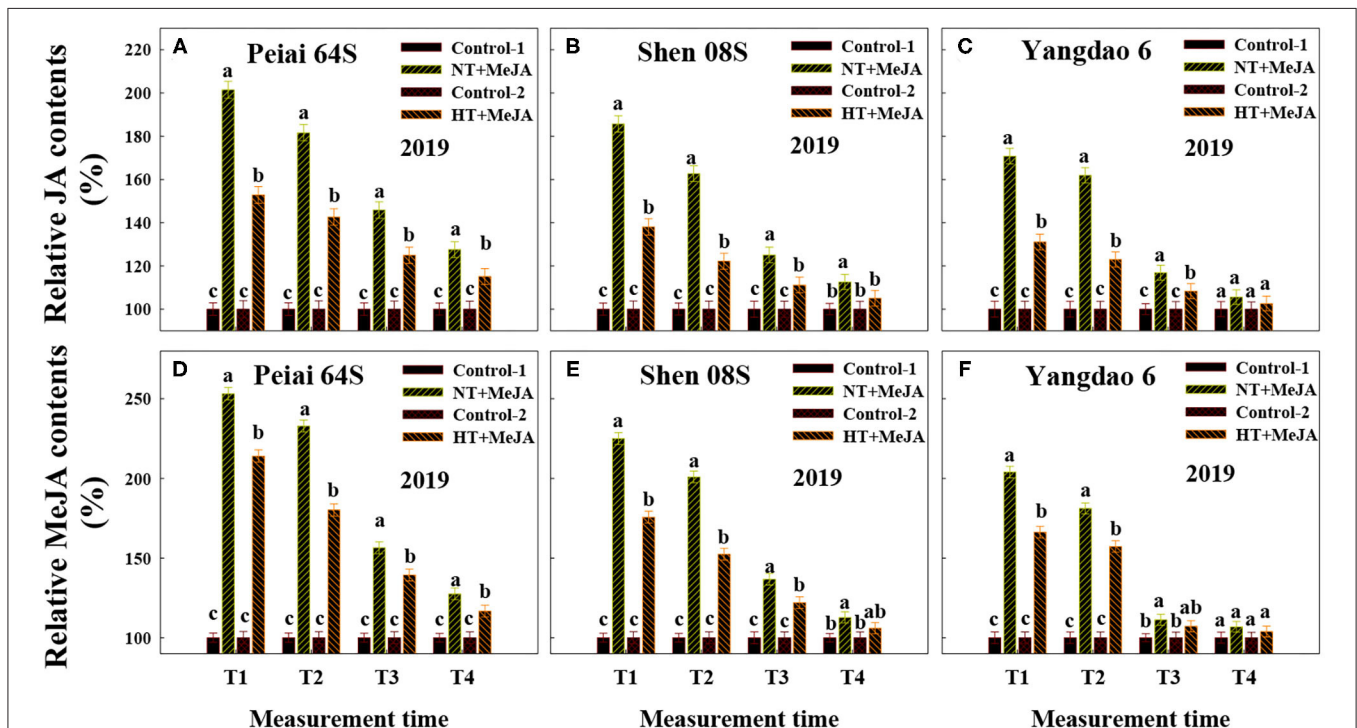 Relative JA contents
(%)
A
Peiai 64S
Control-1
NT+MeJA
Control-2
HT+MeJA
2019
220
200
180
160
140
120
100
a
b
c
c
a
b
c
c
a
b
c
c
a
b
c
c
B
Shen 08S
Control-1
NT+MeJA
Control-2
HT+MeJA
2019
a
b
c
c
a
b
c
c
a
b
c
c
a
b
b
b
C
Yangdao 6
Control-1
NT+MeJA
Control-2
HT+MeJA
2019
a
b
c
c
a
b
c
c
a
b
c
c
a
a
a
a
Relative MeJA contents
(%)
D
Peiai 64S
Control-1
NT+MeJA
Control-2
HT+MeJA
2019
250
200
150
100
a
b
c
c
a
b
c
c
a
b
c
c
a
b
c
c
T1
T2
T3
T4
Measurement time
E
Shen 08S
Control-1
NT+MeJA
Control-2
HT+MeJA
2019
a
b
c
c
a
b
c
c
a
b
c
c
a
ab
b
b
T1
T2
T3
T4
Measurement time
F
Yangdao 6
Control-1
NT+MeJA
Control-2
HT+MeJA
2019
a
b
c
c
a
b
c
c
a
ab
b
b
a
a
a
a
T1
T2
T3
T4
Measurement time